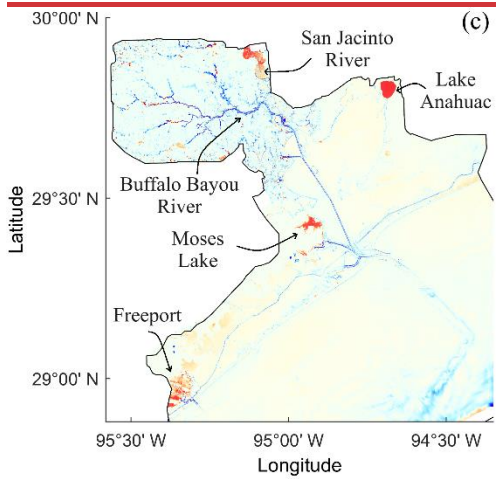 30°00' N
(c)
San Jacinto
River
Lake
Anahuac
Buffalo Bayou
River
29°30' N
Latitude
Moses
Lake
Freeport
29°00' N
95°30' W
95°00' W
94°30' W
Longitude